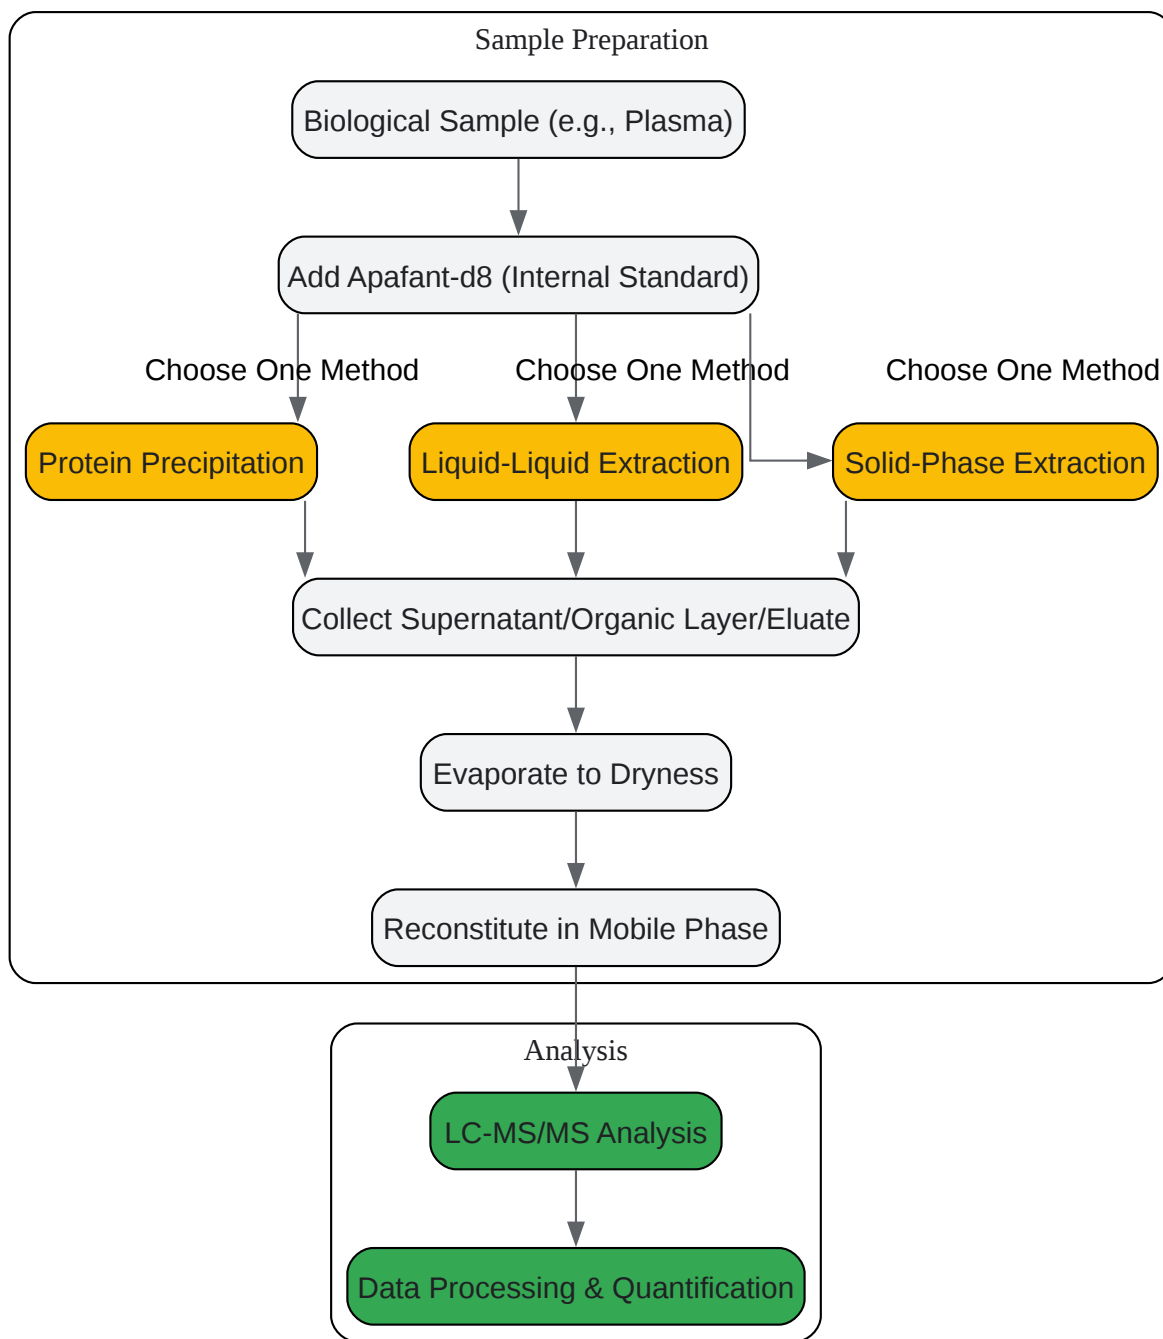 Sample Preparation
Biological Sample (e.g., Plasma)
Add Apafant-d8 (Internal Standard)
Choose One Method
Choose One Method
Choose One Method
Protein Precipitation
Liquid-Liquid Extraction
Solid-Phase Extraction
Collect Supernatant/Organic Layer/Eluate
Evaporate to Dryness
Reconstitute in Mobile Phase
Analysis
LC-MS/MS Analysis
Data Processing & Quantification